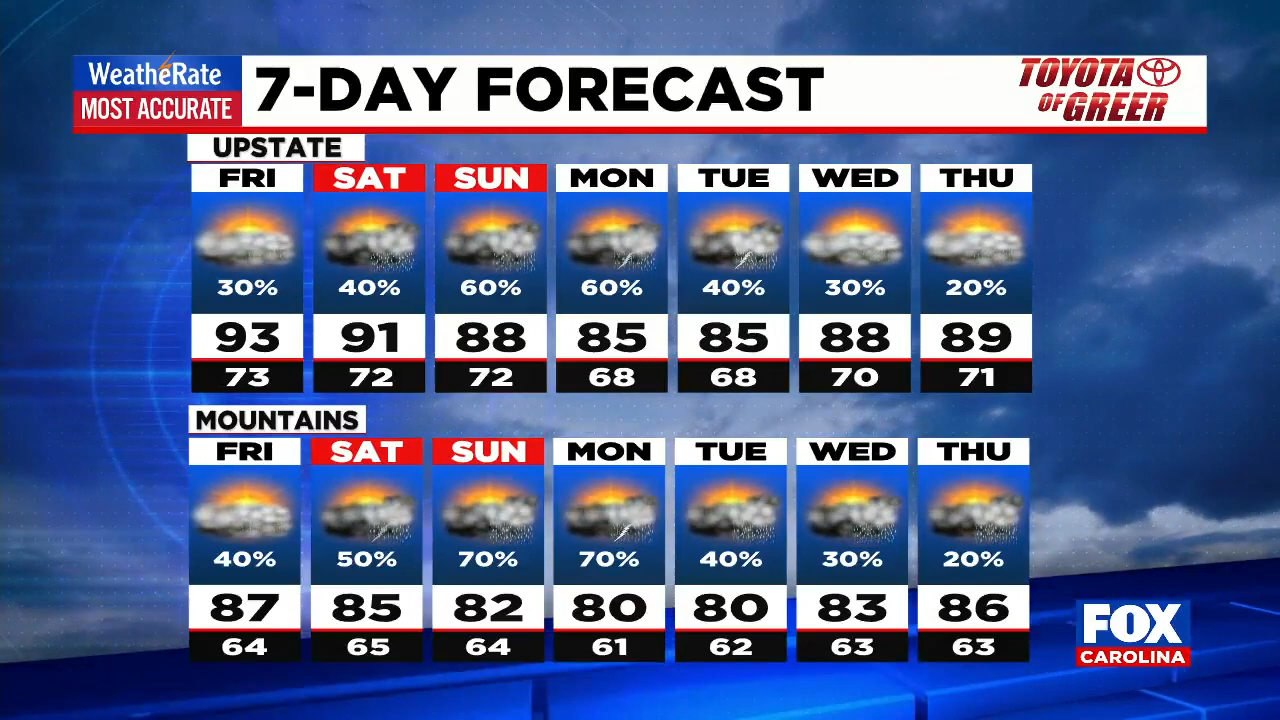 WeatheRate
MOST ACCURATE
7-DAY FORECAST
TOYOTA
OF GREER
UPSTATE
FRI SAT SUN MON TUE WED THU
30% 40% 60% 60% 40% 30% 20%
93 91 88 85 85 88 89
73 72 72 68 68 70 71
MOUNTAINS
FRI SAT SUN MON TUE WED THU
40% 50% 70% 70% 40% 30% 20%
87 85 82 80 80 83 86
64 65 64 61 62 63 63
FOX
CAROLINA